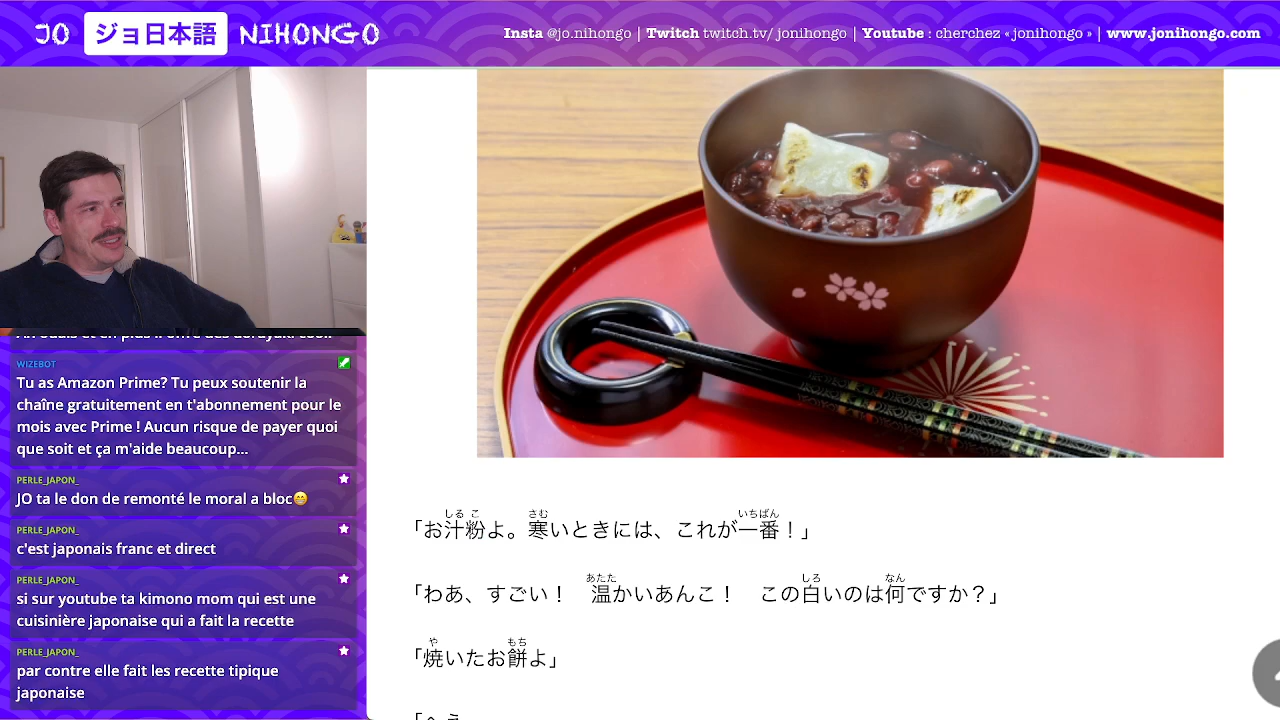 JO ジョ日本語 NIHONGO
Insta @jo.nihongo | Twitch twitch.tv/jonihongo | Youtube : cherchez « jonihongo » | www.jonihongo.com
WIZEBOT
Tu as Amazon Prime? Tu peux soutenir la
chaîne gratuitement en t'abonnement pour le
mois avec Prime ! Aucun risque de payer quoi
que soit et ça m'aide beaucoup...
PERLE_JAPON_
JO ta le don de remonté le moral a bloc😁
PERLE_JAPON_
c'est japonais franc et direct
PERLE_JAPON_
si sur youtube ta kimono mom qui est une
cuisinière japonaise qui a fait la recette
PERLE_JAPON_
par contre elle fait les recette tipique
japonaise
しる こ さむ いちばん
「お汁粉よ。寒いときには、これが一番！」
あたた しろ なん
「わあ、すごい！　温かいあんこ！　この白いのは何ですか？」
や もち
「焼いたお餅よ」